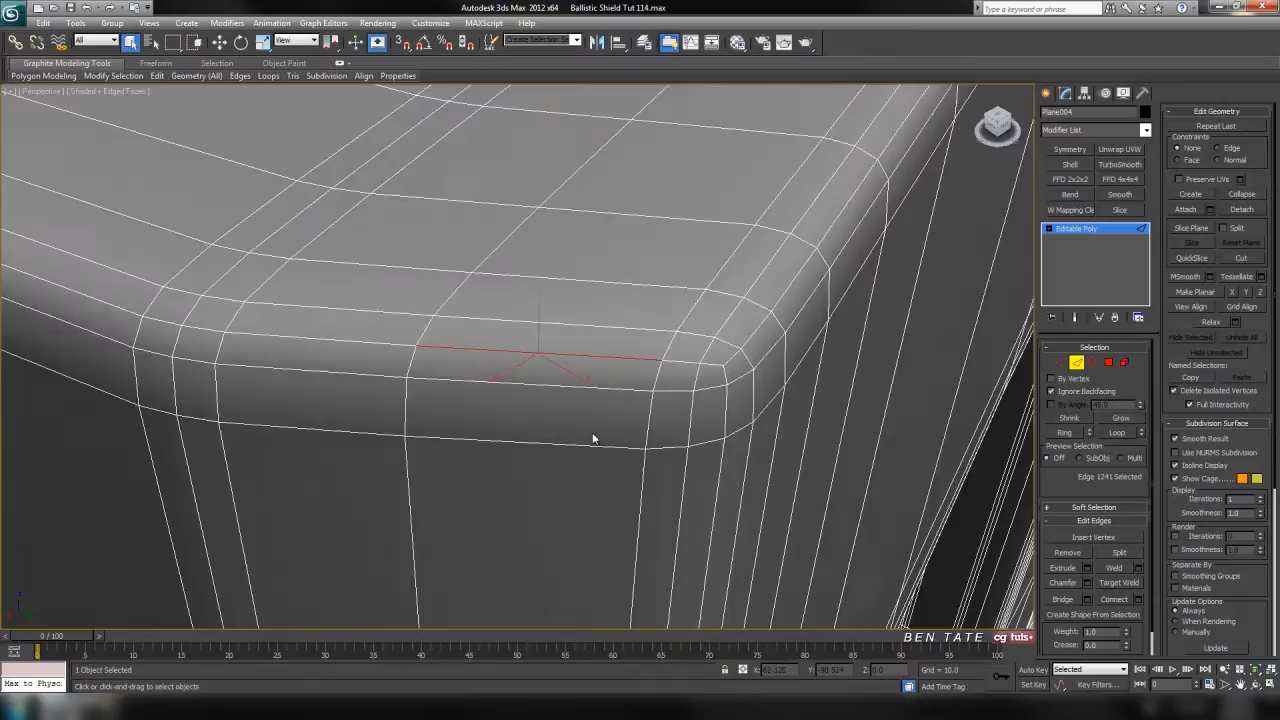 Autodesk 3ds Max 2012 x64 Ballistic Shield Tut 114.max
Type a keyword or phrase
Edit Tools Group Views Create Modifiers Animation Graph Editors Rendering Customize MAXScript Help
All
View
Create Selection Se
Graphite Modeling Tools Freeform Selection Object Paint
Polygon Modeling Modify Selection Edit Geometry (All) Edges Loops Tris Subdivision Align Properties
[ Perspective ] [ Shaded + Edged Faces ]
Plane004
Modifier List
Symmetry Unwrap UVW
Shell TurboSmooth
FFD 2x2x2 FFD 4x4x4
Bend Smooth
W Mapping Cle Slice
Editable Poly
Selection
By Vertex
Ignore Backfacing
By Angle: 45.0
Shrink Grow
Ring Loop
Preview Selection
Off SubObj Multi
Edge 1241 Selected
Soft Selection
Edit Edges
Insert Vertex
Remove Split
Extrude Weld
Chamfer Target Weld
Bridge Connect
Create Shape From Selection
Weight: 1.0
Crease: 0.0
Edit Geometry
Repeat Last
Constraints
None Edge
Face Normal
Preserve UVs
Create Collapse
Attach Detach
Slice Plane Split
Slice Reset Plane
QuickSlice Cut
MSmooth Tessellate
Make Planar X Y Z
View Align Grid Align
Relax
Hide Selected Unhide All
Hide Unselected
Named Selections:
Copy Paste
Delete Isolated Vertices
Full Interactivity
Subdivision Surface
Smooth Result
Use NURMS Subdivision
Isoline Display
Show Cage......
Display
Iterations: 1
Smoothness: 1.0
Render
Iterations: 0
Smoothness: 1.0
Separate By
Smoothing Groups
Materials
Update Options
Always
When Rendering
Manually
Update
BEN TATE cg tuts+
0 / 100
5 10 15 20 25 30 35 40 45 50 55 60 65 70 75 80 85 90 95 100
1 Object Selected
X: Y: -98.524 Z: 0.0 Grid = 10.0
Auto Key Selected
Max to Physc
Click or click-and-drag to select objects
Add Time Tag
Set Key Key Filters... 0